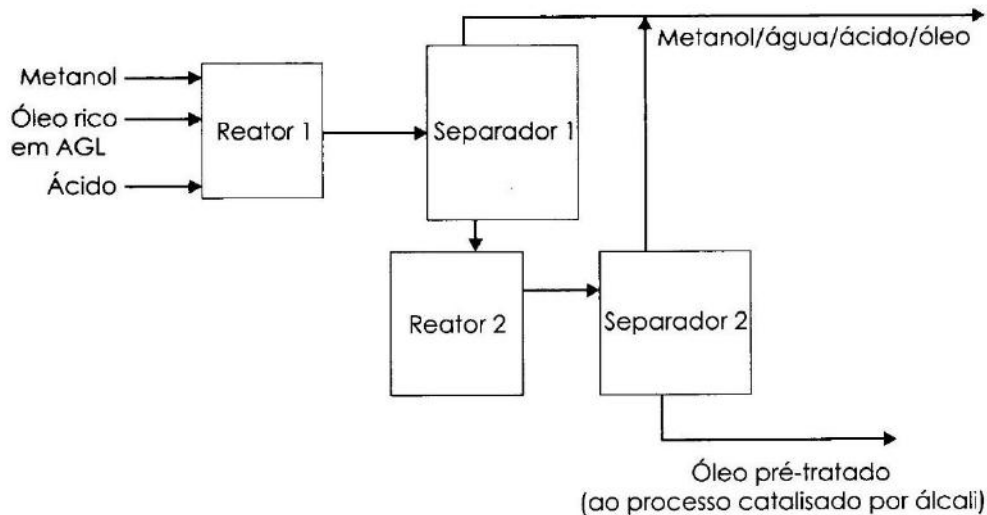 Metanol/água/ácido/óleo
Metanol
Óleo rico
em AGL
Ácido
Reator 1
Separador 1
Reator 2
Separador 2
Óleo pré-tratado
(ao processo catalisado por álcali)